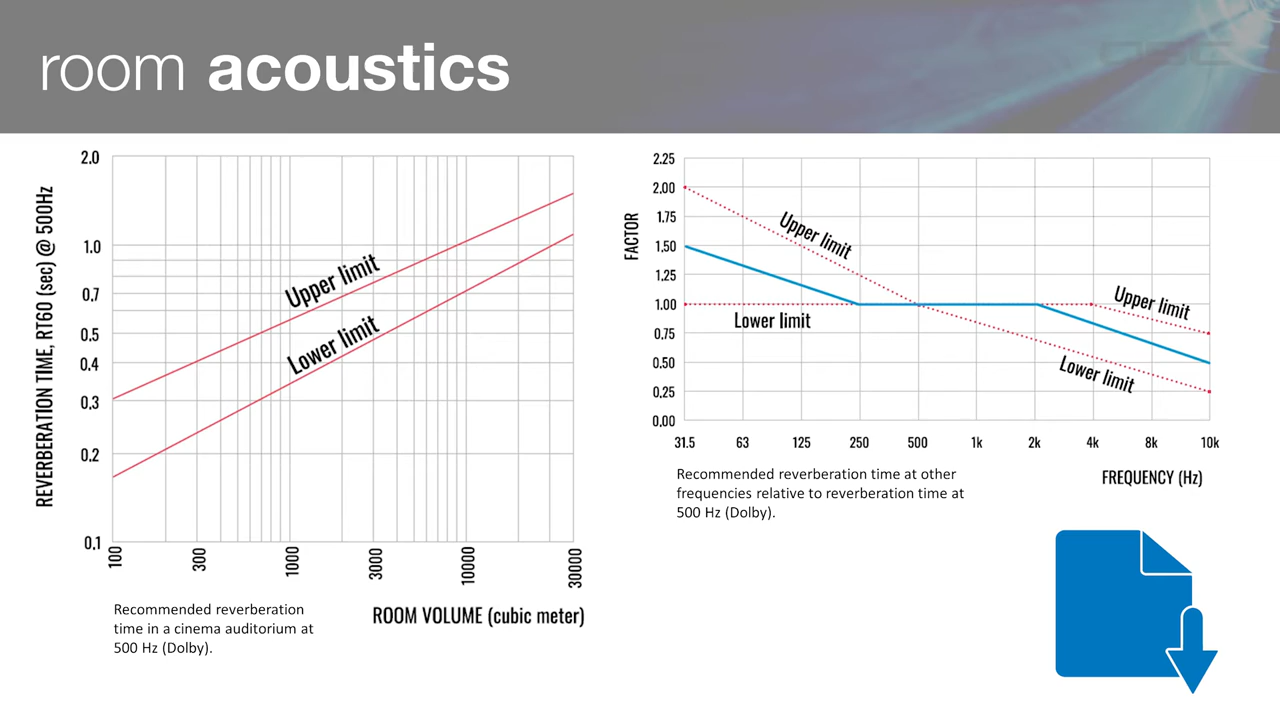 room acoustics
REVERBERATION TIME, RT60 (sec) @ 500Hz
2.0
1.0
0.7
0.5
0.4
0.3
0.2
0.1
Upper limit
Lower limit
100
300
1000
3000
10000
30000
ROOM VOLUME (cubic meter)
Recommended reverberation
time in a cinema auditorium at
500 Hz (Dolby).
FACTOR
2.25
2.00
1.75
1.50
1.25
1.00
0.75
0.50
0.25
0.00
Upper limit
Lower limit
Upper limit
Lower limit
31.5
63
125
250
500
1k
2k
4k
8k
10k
FREQUENCY (Hz)
Recommended reverberation time at other
frequencies relative to reverberation time at
500 Hz (Dolby).